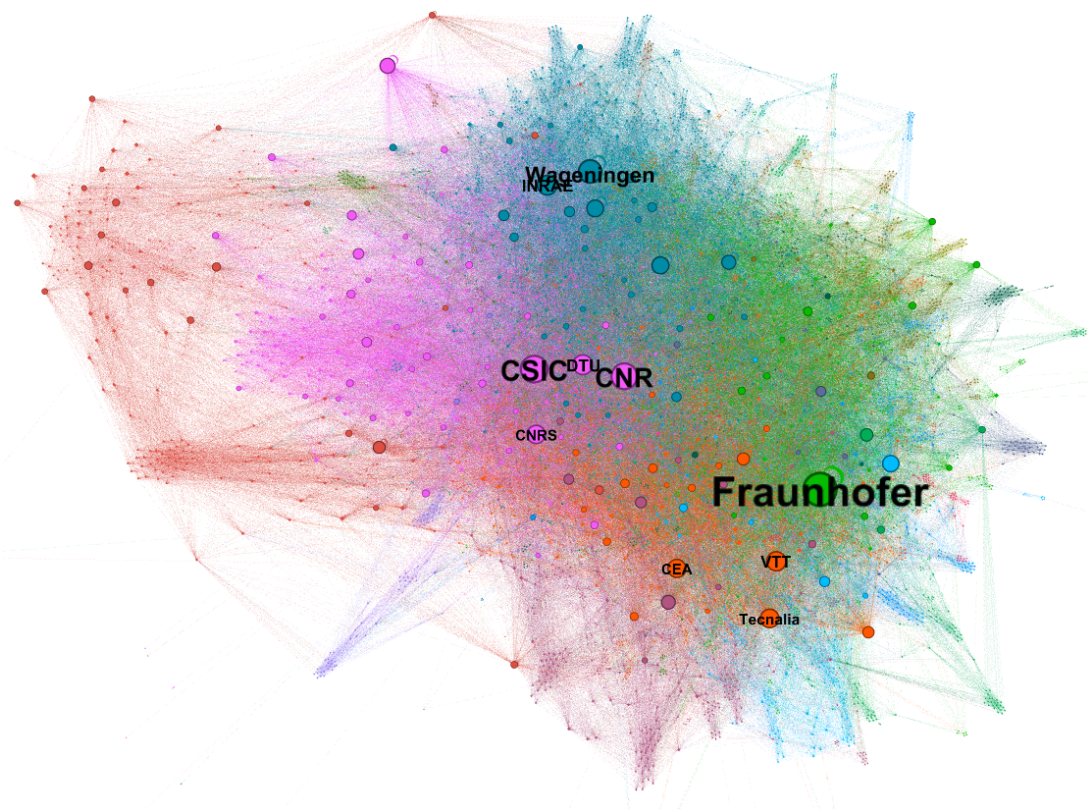 Wageningen
INRAE
CSIC
DTU
CNR
CNRS
Fraunhofer
CEA
VTT
Tecnalia